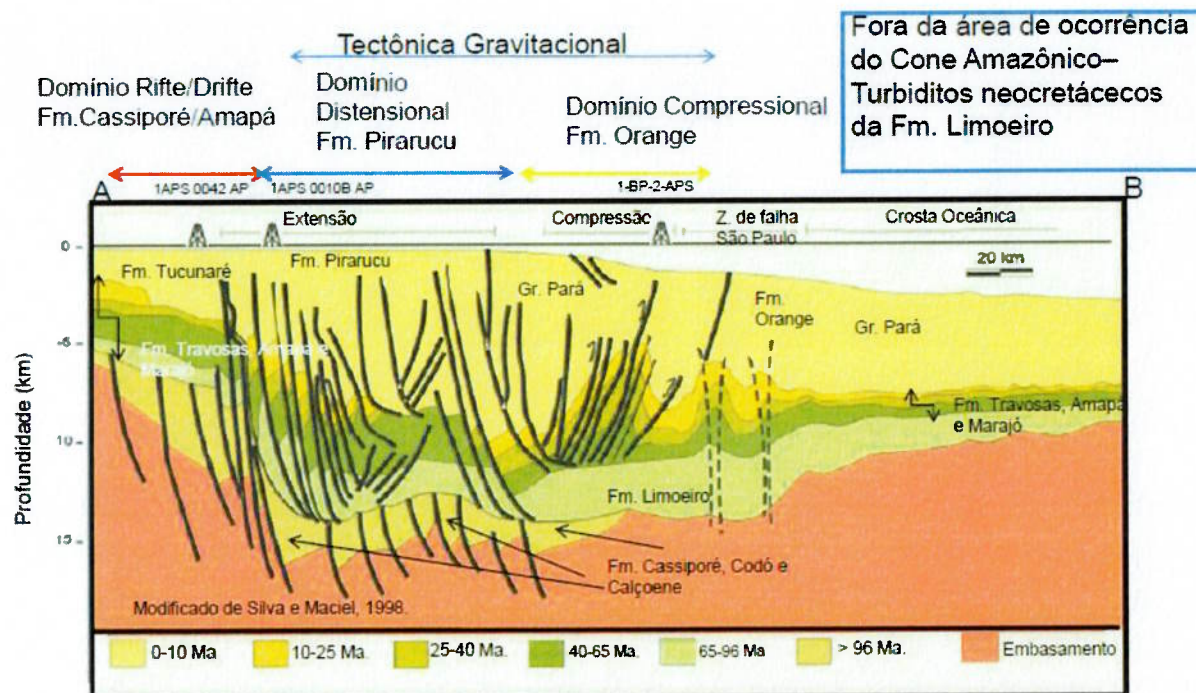 Tectônica Gravitacional
Fora da área de ocorrência
do Cone Amazônico–
Turbiditos neocretácecos
da Fm. Limoeiro
Domínio Rifte/Drifte
Fm.Cassiporé/Amapá
Domínio
Distensional
Fm. Pirarucu
Domínio Compressional
Fm. Orange
A
1APS 0042 AP
1APS 0010B AP
1-BP-2-APS
B
Extensão
Compressãc
Z. de falha
São Paulo
Crosta Oceânica
20 km
Profundidade (km)
0
-5
10
15
Fm. Tucunaré
Fm. Pirarucu
Gr. Pará
Fm.
Orange
Gr. Pará
Fm. Travosas, Amapá e
Marajó
Fm. Travosas, Amapá
e Marajó
Fm. Limoeiro
Fm. Cassiporé, Codó e
Calçoene
Modificado de Silva e Maciel, 1998.
0-10 Ma
10-25 Ma.
25-40 Ma.
40-65 Ma.
65-96 Ma
> 96 Ma.
Embasamento